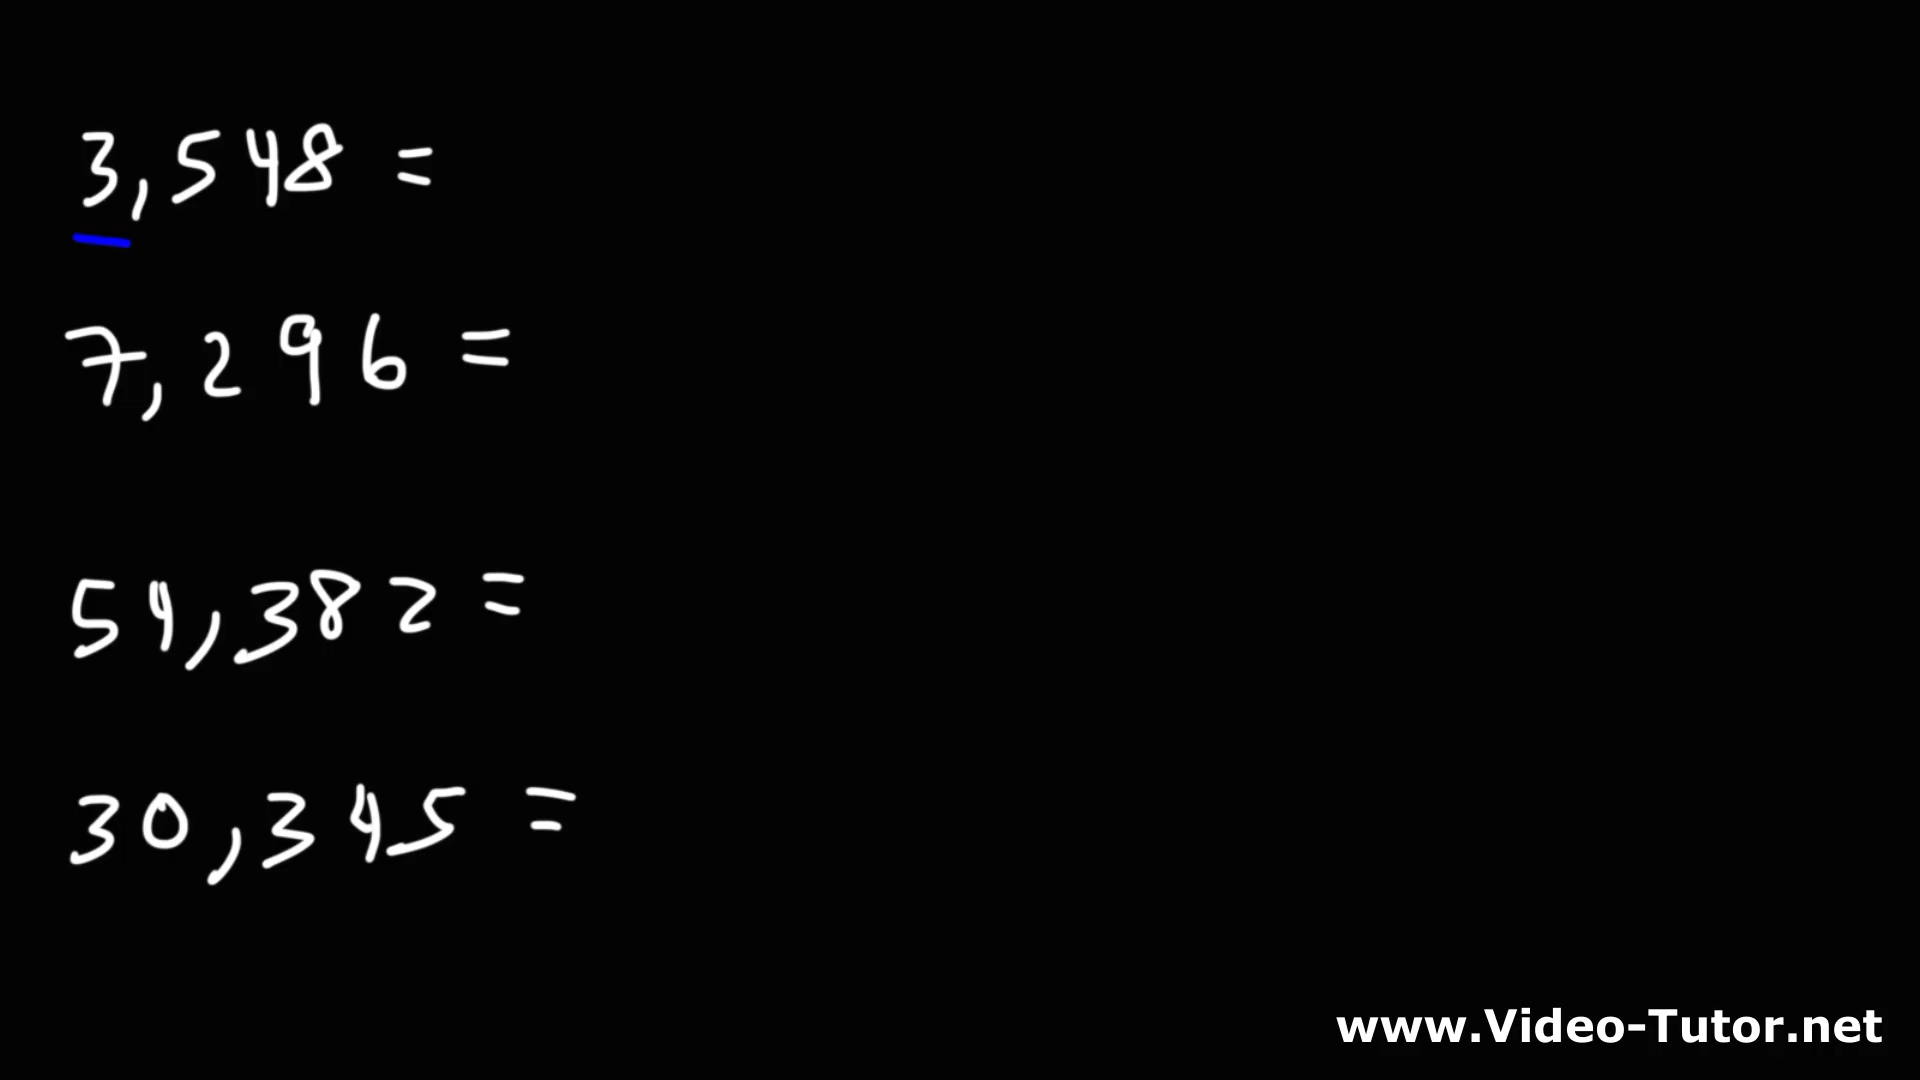 3,548 =
7,296 =
54,382 =
30,345 =
www.Video-Tutor.net